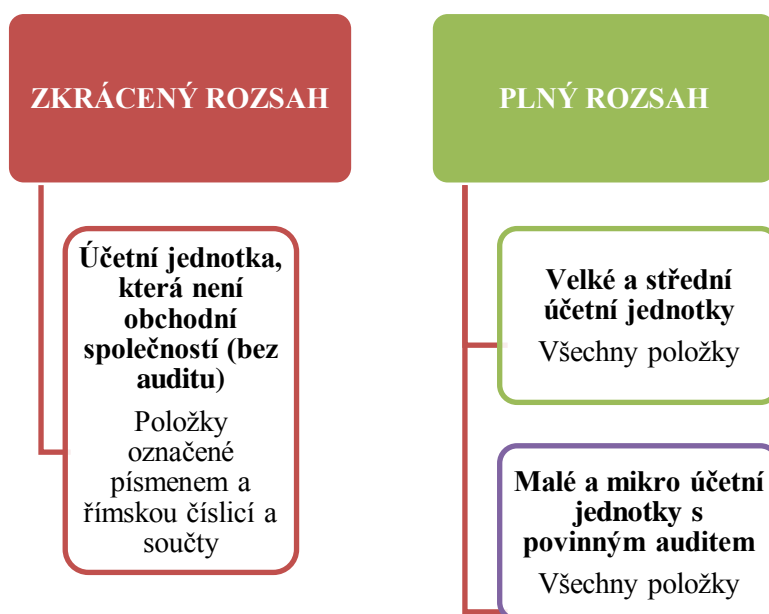 ZKRÁCENÝ ROZSAH
Účetní jednotka,
která není
obchodní
společností (bez
auditu)
Položky
označené
písmenem a
římskou číslicí a
součty
PLNÝ ROZSAH
Velké a střední
účetní jednotky
Všechny položky
Malé a mikro účetní
jednotky s
povinným auditem
Všechny položky